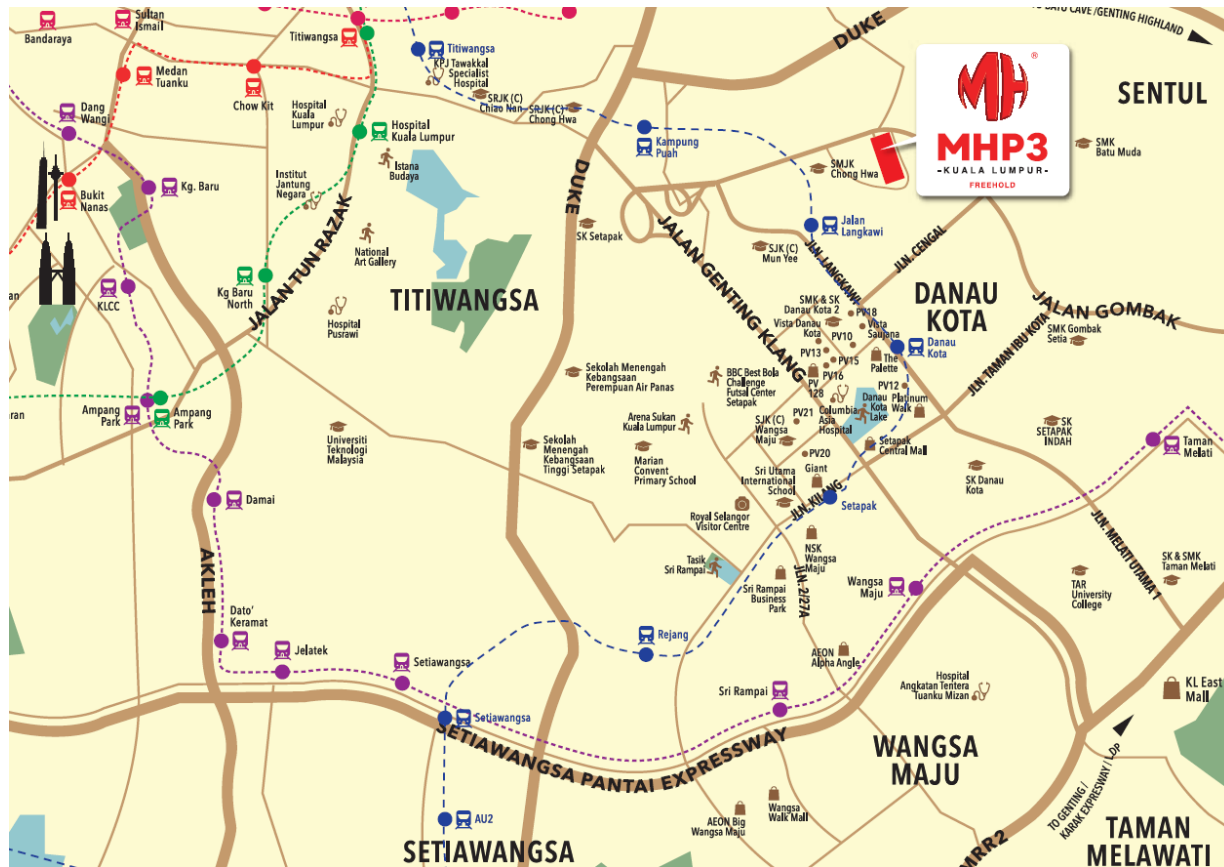 Bandaraya
Sultan
Ismail
Titiwangsa
Titiwangsa
KPJ Tawakkal
Specialist
Hospital
DUKE
TO BATU CAVE /GENTING HIGHLAND
MH
®
MHP3
-KUALA LUMPUR-
FREEHOLD
SENTUL
Medan
Tuanku
Chow Kit
Dang
Wangi
Hospital
Kuala
Lumpur
SRJK (C)
Chiao Nan
SRJK (C)
Chong Hwa
Hospital
Kuala Lumpur
Kampung
Puah
SMJK
Chong Hwa
SMK
Batu Muda
Istana
Budaya
Institut
Jantung
Negara
Kg. Baru
Bukit
Nanas
DUKE
SK Setapak
Jalan
Langkawi
JALAN TUN RAZAK
National
Art Gallery
JALAN GENTING KLANG
SJK (C)
Mun Yee
JLN. LANGKAWI
JLN. CENGAL
Kg Baru
North
KLCC
TITIWANGSA
DANAU
KOTA
JALAN GOMBAK
SMK Gombak
Setia
JLN. TAMAN IBU KOTA
Hospital
Pusrawi
SMK & SK
Danau Kota 2
PV18
Vista Danau
Kota
PV10
Vista
Saujana
Danau
Kota
PV13
PV15
The
Palette
PV16
PV
128
PV12
Platinum
Walk
Sekolah Menengah
Kebangsaan
Perempuan Air Panas
BBC Best Bola
Challenge
Futsal Center
Setapak
Danau
Kota
Lake
Columbia
Asia
Hospital
PV21
Ampang
Park
Ampang
Park
Universiti
Teknologi
Malaysia
Arena Sukan
Kuala Lumpur
SJK (C)
Wangsa
Maju
Setapak
Central Mall
SK
SETAPAK
INDAH
Taman
Melati
Sekolah
Menengah
Kebangsaan
Tinggi Setapak
Marian
Convent
Primary School
PV20
Giant
Sri Utama
International
School
SK Danau
Kota
JLN. KILANG
Setapak
Damai
Royal Selangor
Visitor Centre
AKLEH
Tasik
Sri Rampai
NSK
Wangsa
Maju
JLN. 2/27A
JLN. MELATI UTAMA 1
SK & SMK
Taman Melati
Sri Rampai
Business
Park
Wangsa
Maju
TAR
University
College
Dato'
Keramat
Jelatek
Setiawangsa
Rejang
AEON
Alpha Angle
Hospital
Angkatan Tentera
Tuanku Mizan
KL East
Mall
Sri Rampai
Setiawangsa
SETIAWANGSA PANTAI EXPRESSWAY
WANGSA
MAJU
TO GENTING /
KARAK EXPRESWAY / LDP
AU2
AEON Big
Wangsa Maju
Wangsa
Walk Mall
SETIAWANGSA
TAMAN
MELAWATI